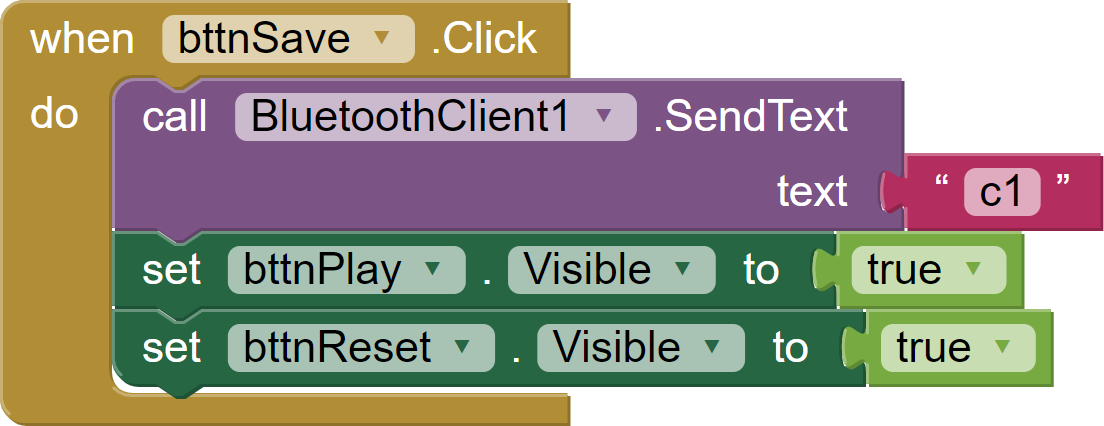 when bttnSave .Click
do call BluetoothClient1 .SendText
text “ c1 ”
set bttnPlay . Visible to true
set bttnReset . Visible to true